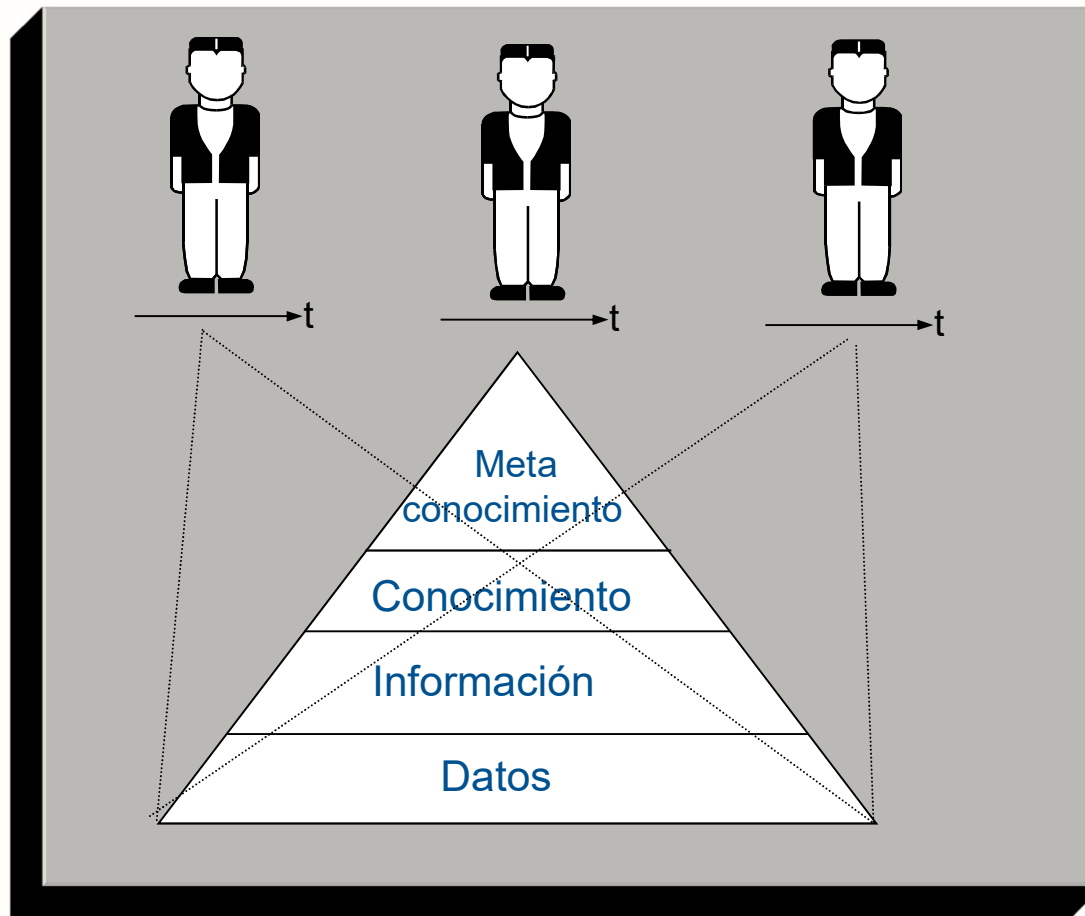 t
t
t
Meta
conocimiento
Conocimiento
Información
Datos